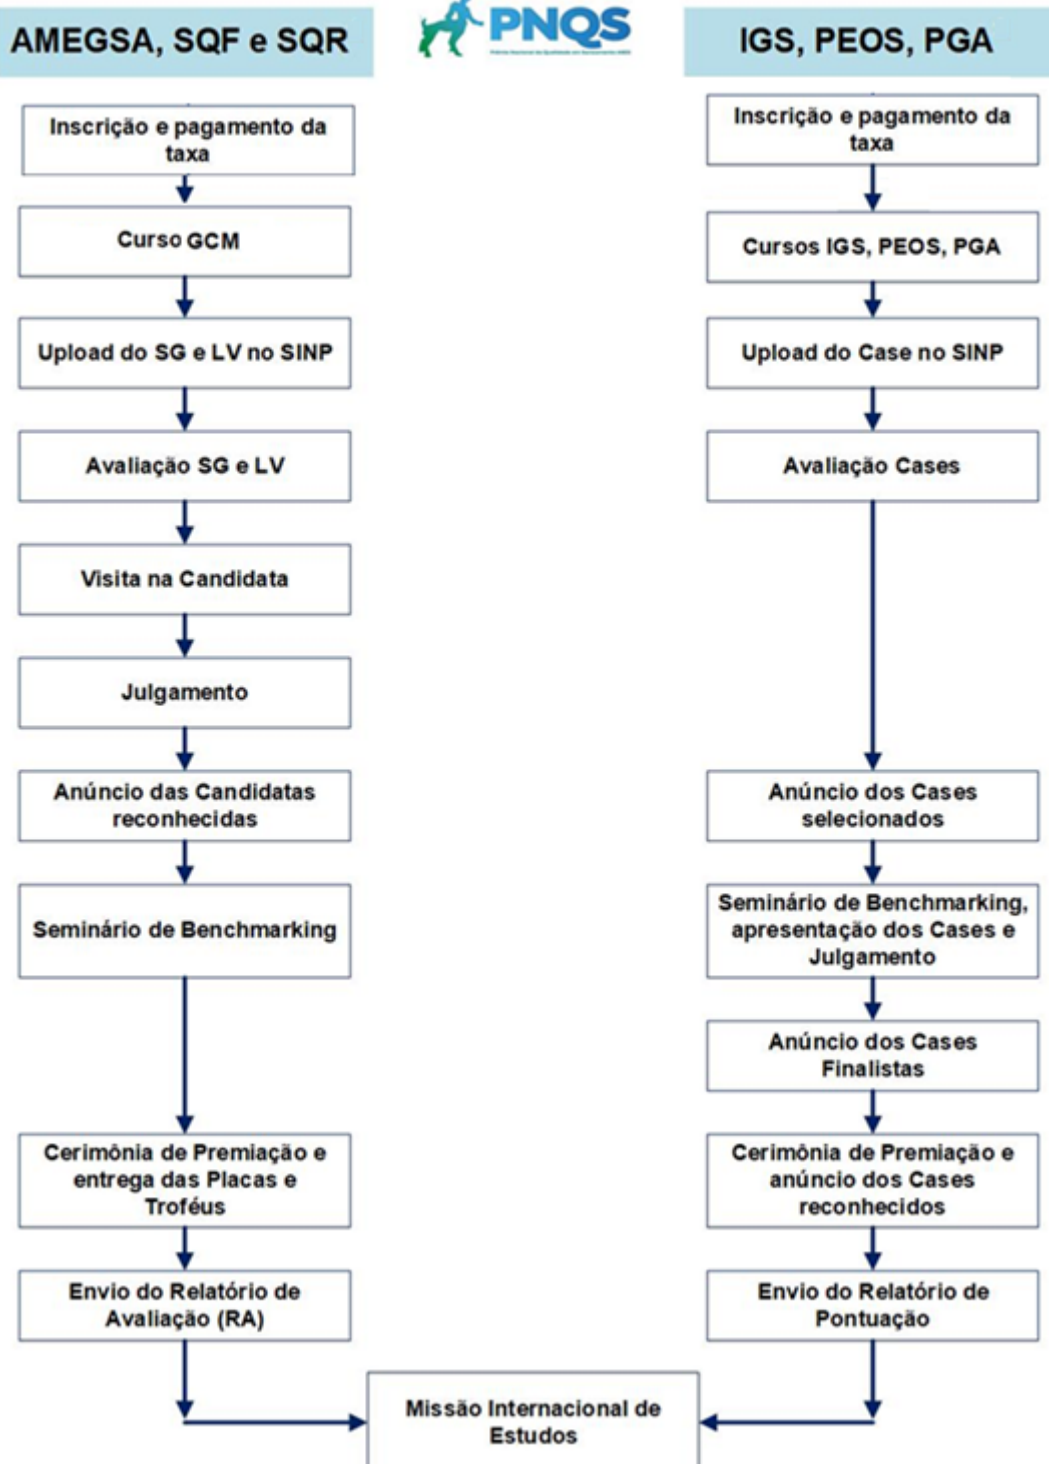 AMEGSA, SQF e SQR
PNQS
IGS, PEOS, PGA
Inscrição e pagamento da
taxa
Curso GCM
Upload do SG e LV no SINP
Avaliação SG e LV
Visita na Candidata
Julgamento
Anúncio das Candidatas
reconhecidas
Seminário de Benchmarking
Cerimônia de Premiação e
entrega das Placas e
Troféus
Envio do Relatório de
Avaliação (RA)
Inscrição e pagamento da
taxa
Cursos IGS, PEOS, PGA
Upload do Case no SINP
Avaliação Cases
Anúncio dos Cases
selecionados
Seminário de Benchmarking,
apresentação dos Cases e
Julgamento
Anúncio dos Cases
Finalistas
Cerimônia de Premiação e
anúncio dos Cases
reconhecidos
Envio do Relatório de
Pontuação
Missão Internacional de
Estudos